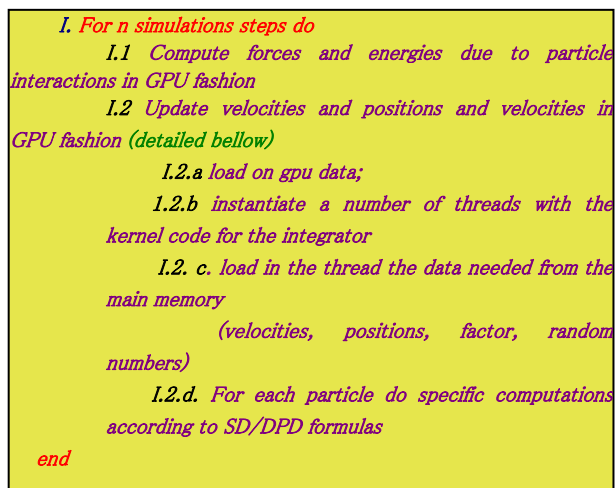 I. For n simulations steps do
I.1 Compute forces and energies due to particle
interactions in GPU fashion
I.2 Update velocities and positions and velocities in
GPU fashion (detailed bellow)
I.2.a load on gpu data;
1.2.b instantiate a number of threads with the
kernel code for the integrator
I.2. c. load in the thread the data needed from the
main memory
(velocities, positions, factor, random
numbers)
I.2.d. For each particle do specific computations
according to SD/DPD formulas
end